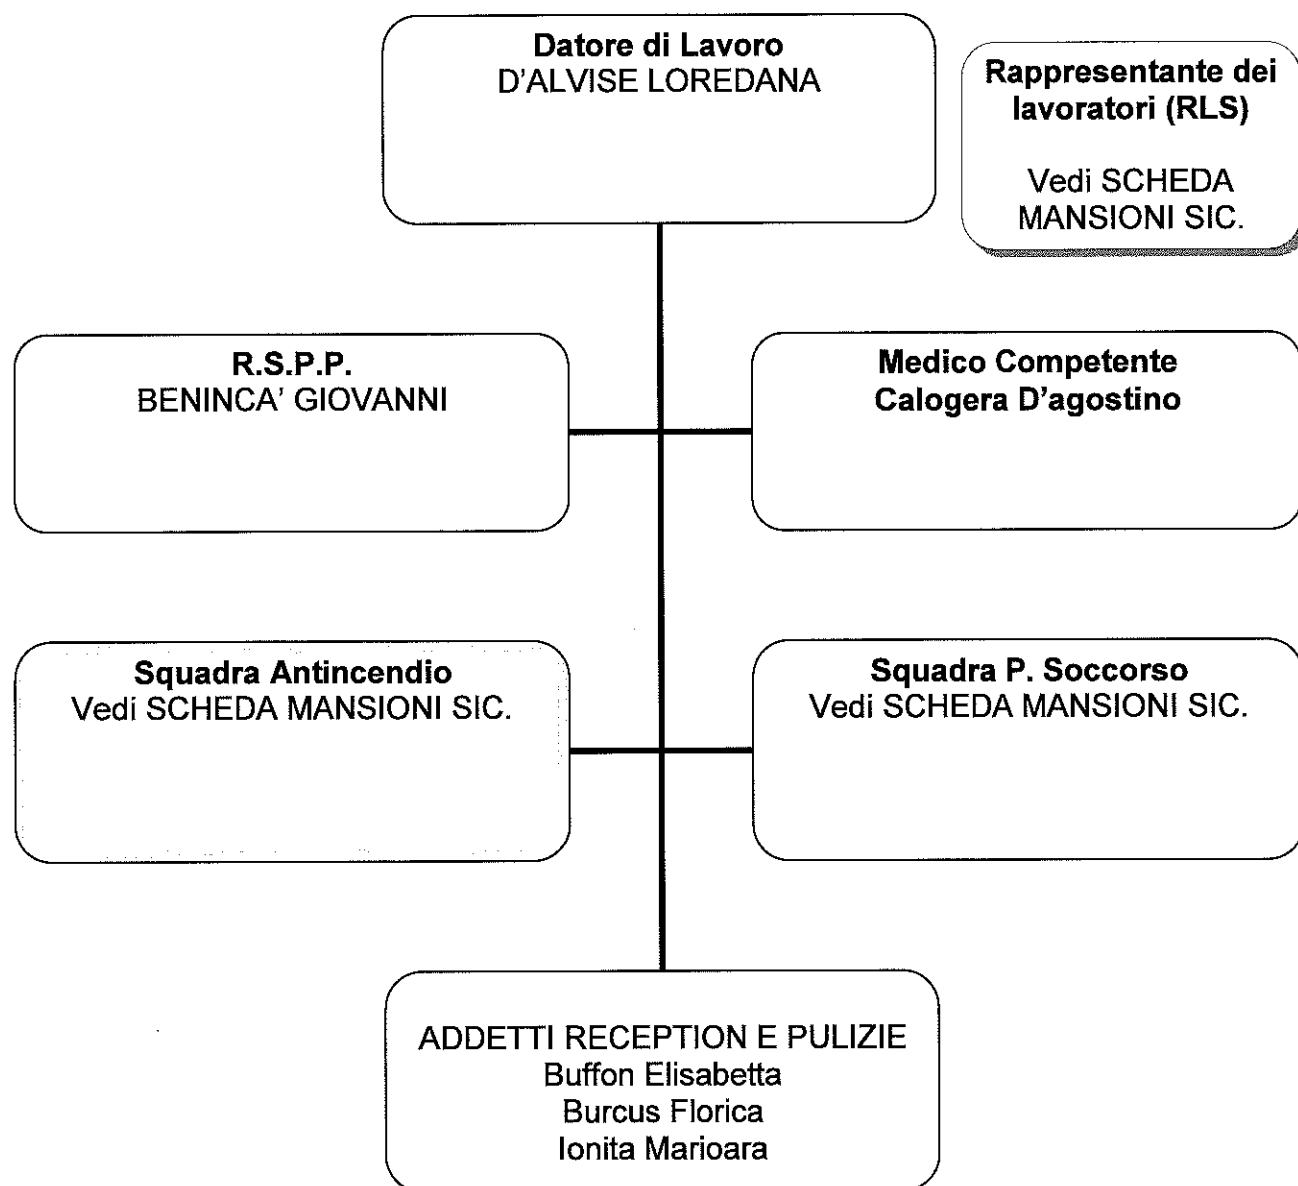 Datore di Lavoro
D'ALVISE LOREDANA
Rappresentante dei
lavoratori (RLS)
Vedi SCHEDA
MANSIONI SIC.
R.S.P.P.
BENINCA' GIOVANNI
Medico Competente
Calogera D'agostino
Squadra Antincendio
Vedi SCHEDA MANSIONI SIC.
Squadra P. Soccorso
Vedi SCHEDA MANSIONI SIC.
ADDETTI RECEPTION E PULIZIE
Buffon Elisabetta
Burcus Florica
Ionita Marioara